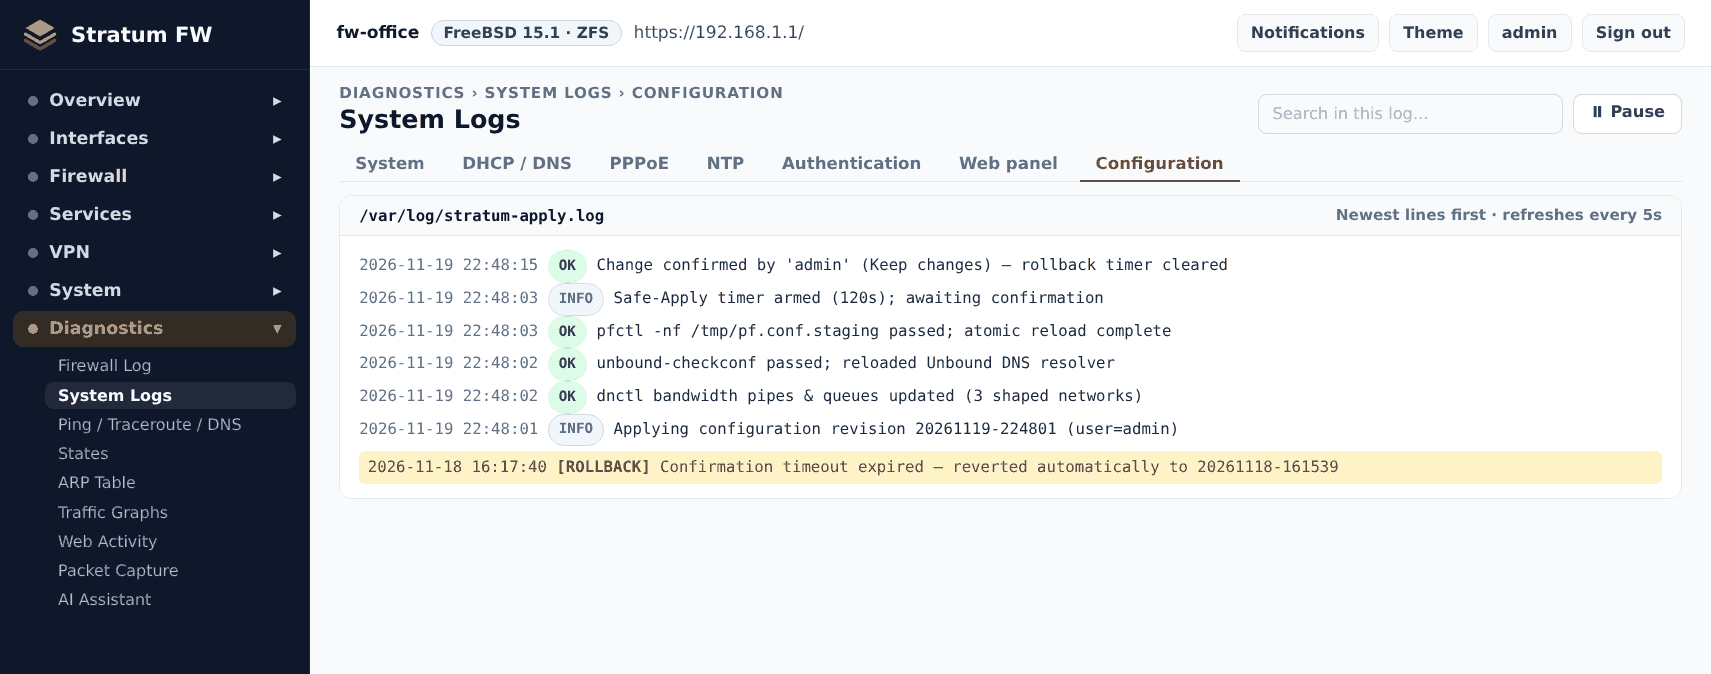 Stratum FW
fw-office FreeBSD 15.1 · ZFS https://192.168.1.1/ Notifications Theme admin Sign out
Overview ▸
Interfaces ▸
Firewall ▸
Services ▸
VPN ▸
System ▸
Diagnostics ▾
Firewall Log
System Logs
Ping / Traceroute / DNS
States
ARP Table
Traffic Graphs
Web Activity
Packet Capture
AI Assistant
DIAGNOSTICS › SYSTEM LOGS › CONFIGURATION
System Logs
Search in this log...
⏸ Pause
System DHCP / DNS PPPoE NTP Authentication Web panel Configuration
/var/log/stratum-apply.log Newest lines first · refreshes every 5s
2026-11-19 22:48:15 OK Change confirmed by 'admin' (Keep changes) — rollback timer cleared
2026-11-19 22:48:03 INFO Safe-Apply timer armed (120s); awaiting confirmation
2026-11-19 22:48:03 OK pfctl -nf /tmp/pf.conf.staging passed; atomic reload complete
2026-11-19 22:48:02 OK unbound-checkconf passed; reloaded Unbound DNS resolver
2026-11-19 22:48:02 OK dnctl bandwidth pipes & queues updated (3 shaped networks)
2026-11-19 22:48:01 INFO Applying configuration revision 20261119-224801 (user=admin)
2026-11-18 16:17:40 [ROLLBACK] Confirmation timeout expired — reverted automatically to 20261118-161539